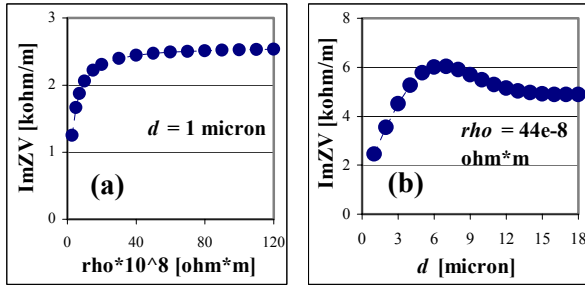 3
2
1
0
ImZV [kohm/m]
d = 1 micron
(a)
0 40 80 120
rho*10^8 [ohm*m]
8
6
4
2
0
ImZV [kohm/m]
rho = 44e-8
ohm*m
(b)
0 3 6 9 12 15 18
d [micron]